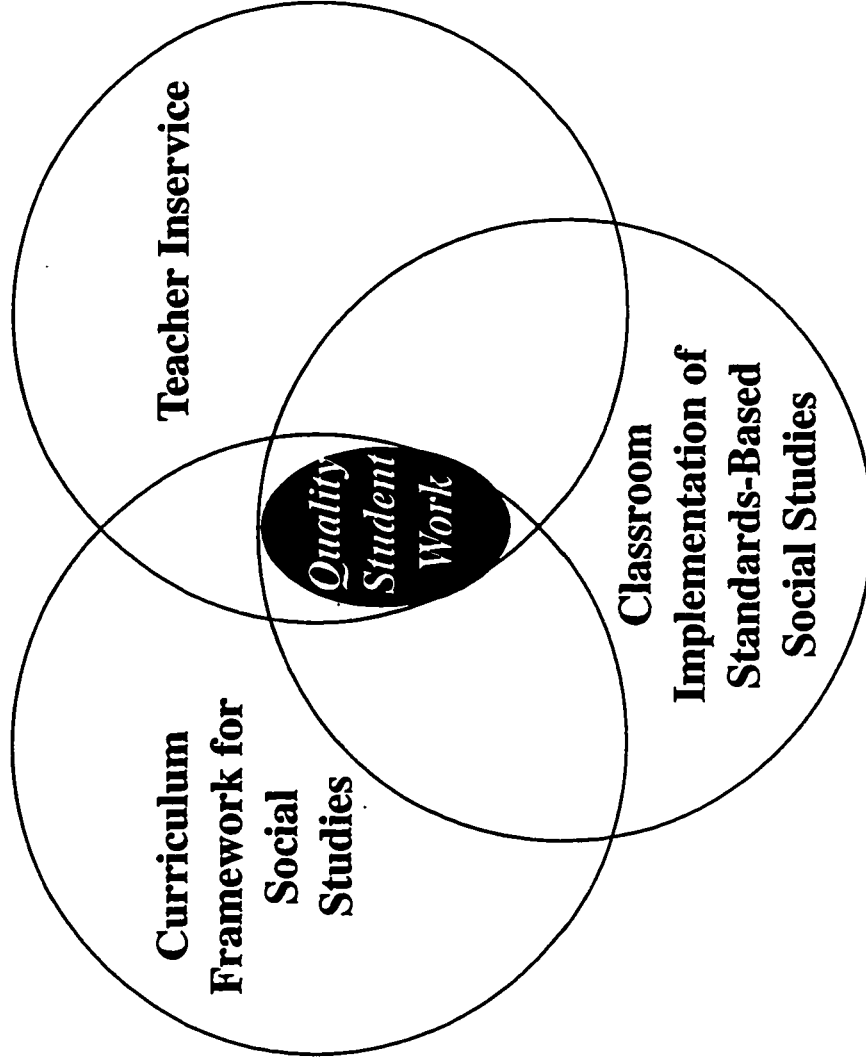 Curriculum
Framework for
Social
Studies
Teacher Inservice
Quality
Student
Work
Classroom
Implementation of
Standards-Based
Social Studies